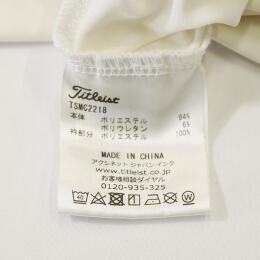 Titleist
TSMC2218
本体 ポリエステル 94%
ポリウレタン 6%
衿部分 ポリエステル 100%
MADE IN CHINA
アクシネット ジャパン インク
www.titleist.co.jp
お客様相談ダイヤル
0120-935-325
40